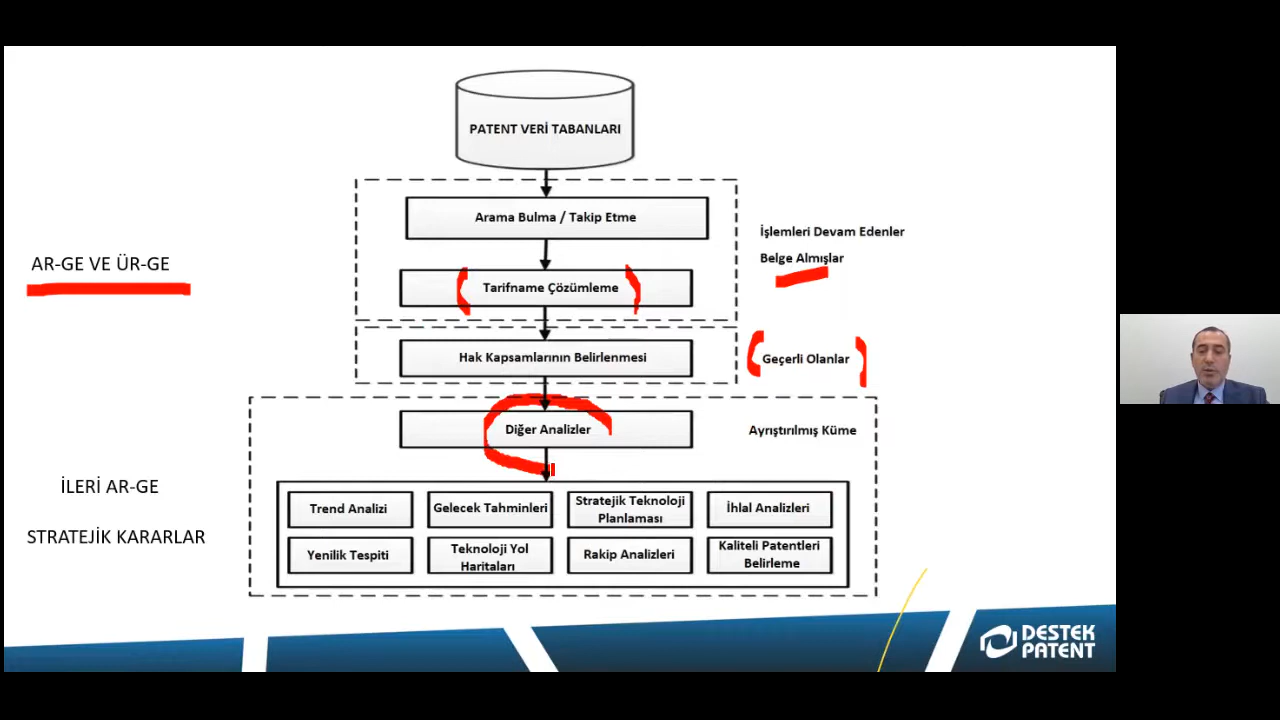 PATENT VERİ TABANLARI
Arama Bulma / Takip Etme
İşlemleri Devam Edenler
Belge Almışlar
AR-GE VE ÜR-GE
Tarifname Çözümleme
Hak Kapsamlarının Belirlenmesi
Geçerli Olanlar
Diğer Analizler
Ayrıştırılmış Küme
İLERİ AR-GE
STRATEJİK KARARLAR
Trend Analizi
Gelecek Tahminleri
Stratejik Teknoloji
Planlaması
İhlal Analizleri
Yenilik Tespiti
Teknoloji Yol
Haritaları
Rakip Analizleri
Kaliteli Patentleri
Belirleme
DESTEK
PATENT